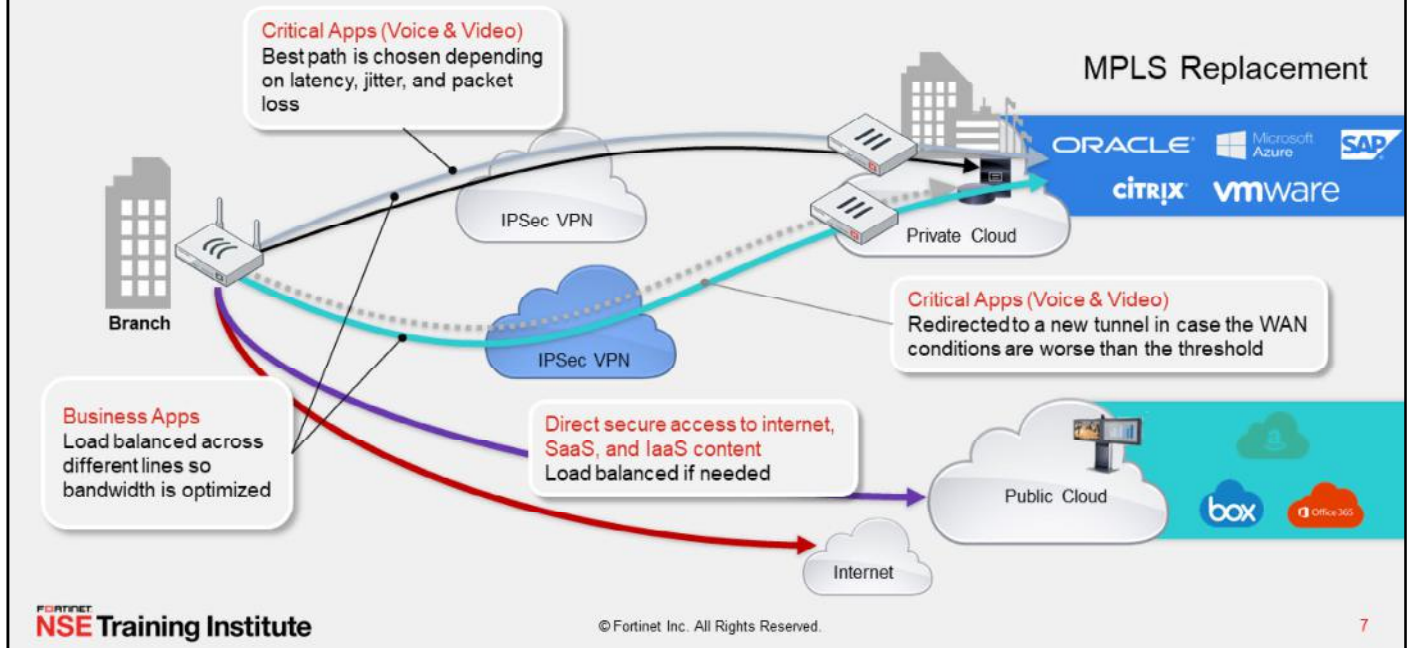 Critical Apps (Voice & Video)
Best path is chosen depending
on latency, jitter, and packet
loss
MPLS Replacement
ORACLE
Microsoft
Azure
SAP
CITRIX
vmware
IPSec VPN
Private Cloud
Branch
IPSec VPN
Critical Apps (Voice & Video)
Redirected to a new tunnel in case the WAN
conditions are worse than the threshold
Business Apps
Load balanced across
different lines so
bandwidth is optimized
Direct secure access to internet,
SaaS, and IaaS content
Load balanced if needed
Public Cloud
a
box
Office 365
Internet
FORTINET
NSE Training Institute
© Fortinet Inc. All Rights Reserved.
7